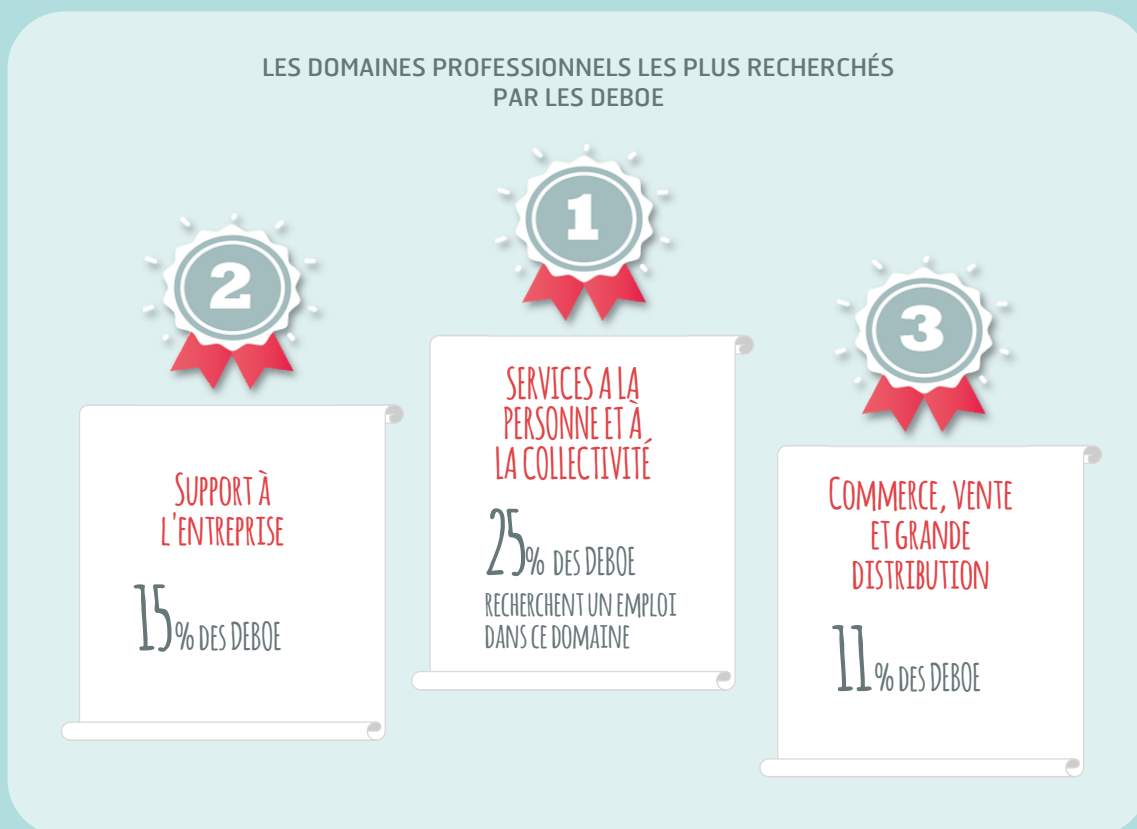 LES DOMAINES PROFESSIONNELS LES PLUS RECHERCHÉS
PAR LES DEBOE
2
SUPPORT À
L'ENTREPRISE
15% DES DEBOE
1
SERVICES A LA
PERSONNE ET À
LA COLLECTIVITÉ
25% DES DEBOE
RECHERCHENT UN EMPLOI
DANS CE DOMAINE
3
COMMERCE, VENTE
ET GRANDE
DISTRIBUTION
11% DES DEBOE